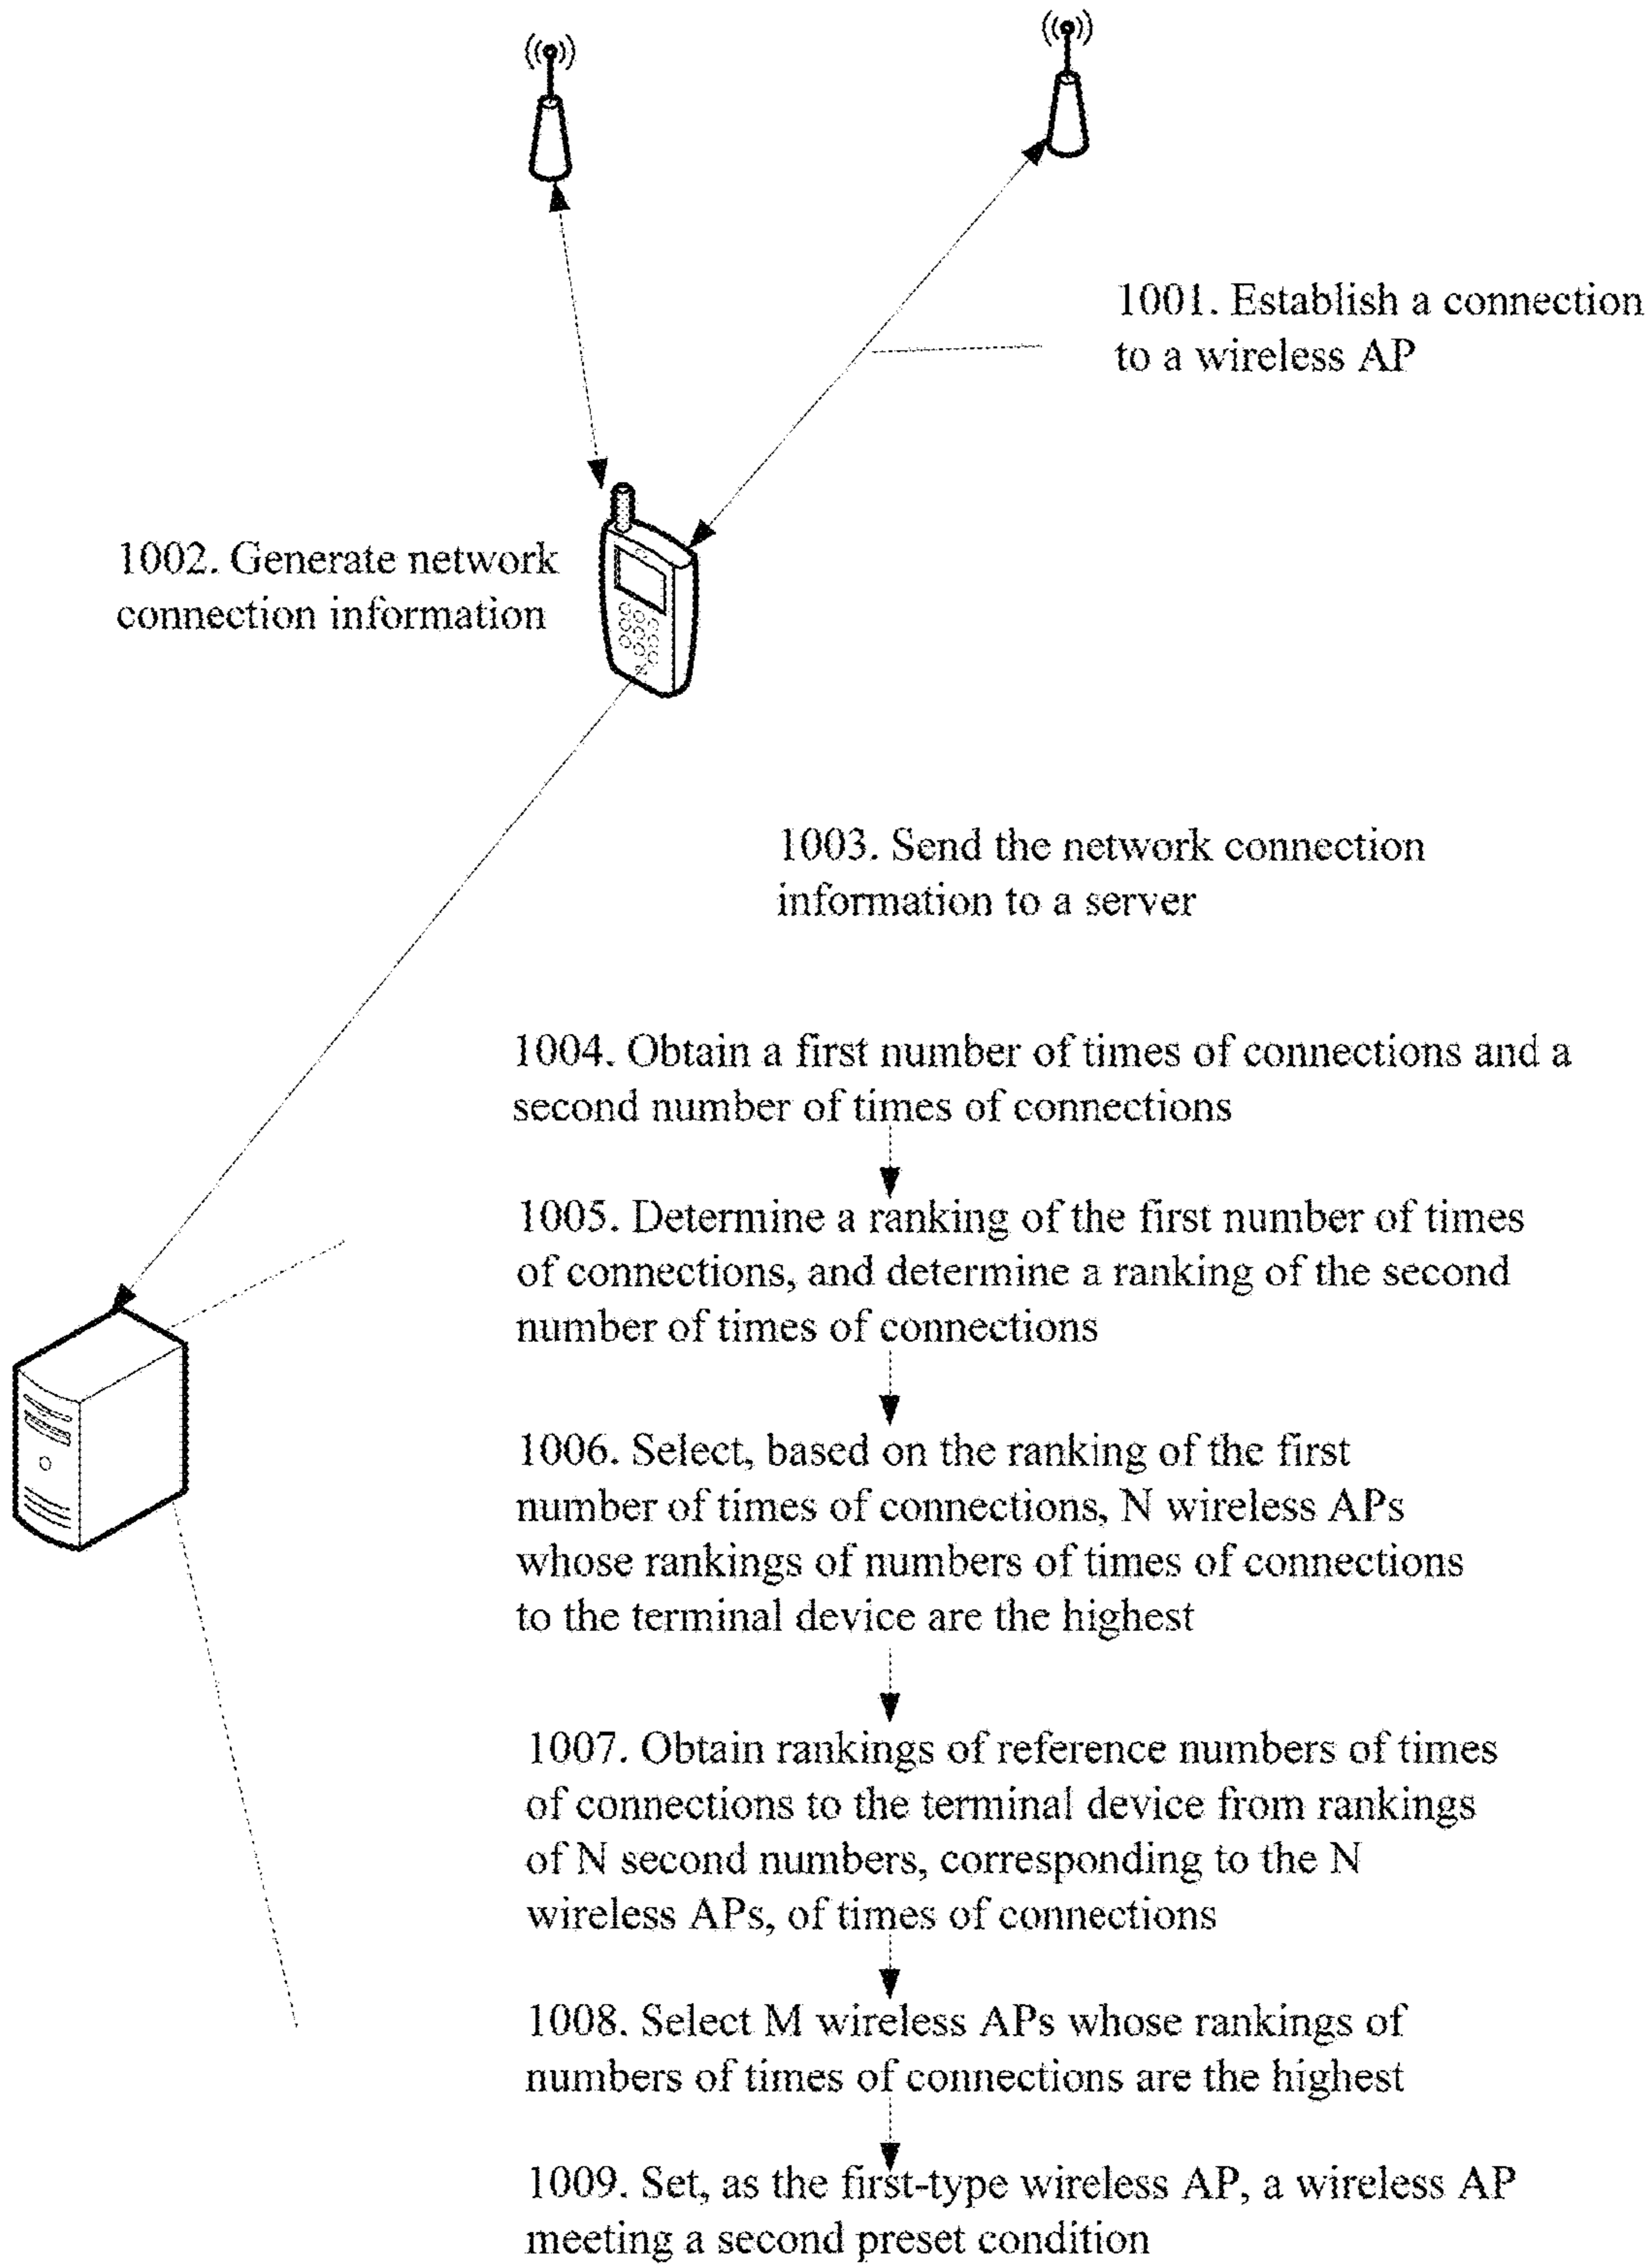 1001. Establish a connection
to a wireless AP
1002. Generate network
connection information
1003. Send the network connection
information to a server
1004. Obtain a first number of times of connections and a
second number of times of connections
1005. Determine a ranking of the first number of times
of connections, and determine a ranking of the second
number of times of connections
1006. Select, based on the ranking of the first
number of times of connections, N wireless APs
whose rankings of numbers of times of connections
to the terminal device are the highest
1007. Obtain rankings of reference numbers of times
of connections to the terminal device from rankings
of N second numbers, corresponding to the N
wireless APs, of times of connections
1008. Select M wireless APs whose rankings of
numbers of times of connections are the highest
1009. Set, as the first-type wireless AP, a wireless AP
meeting a second preset condition